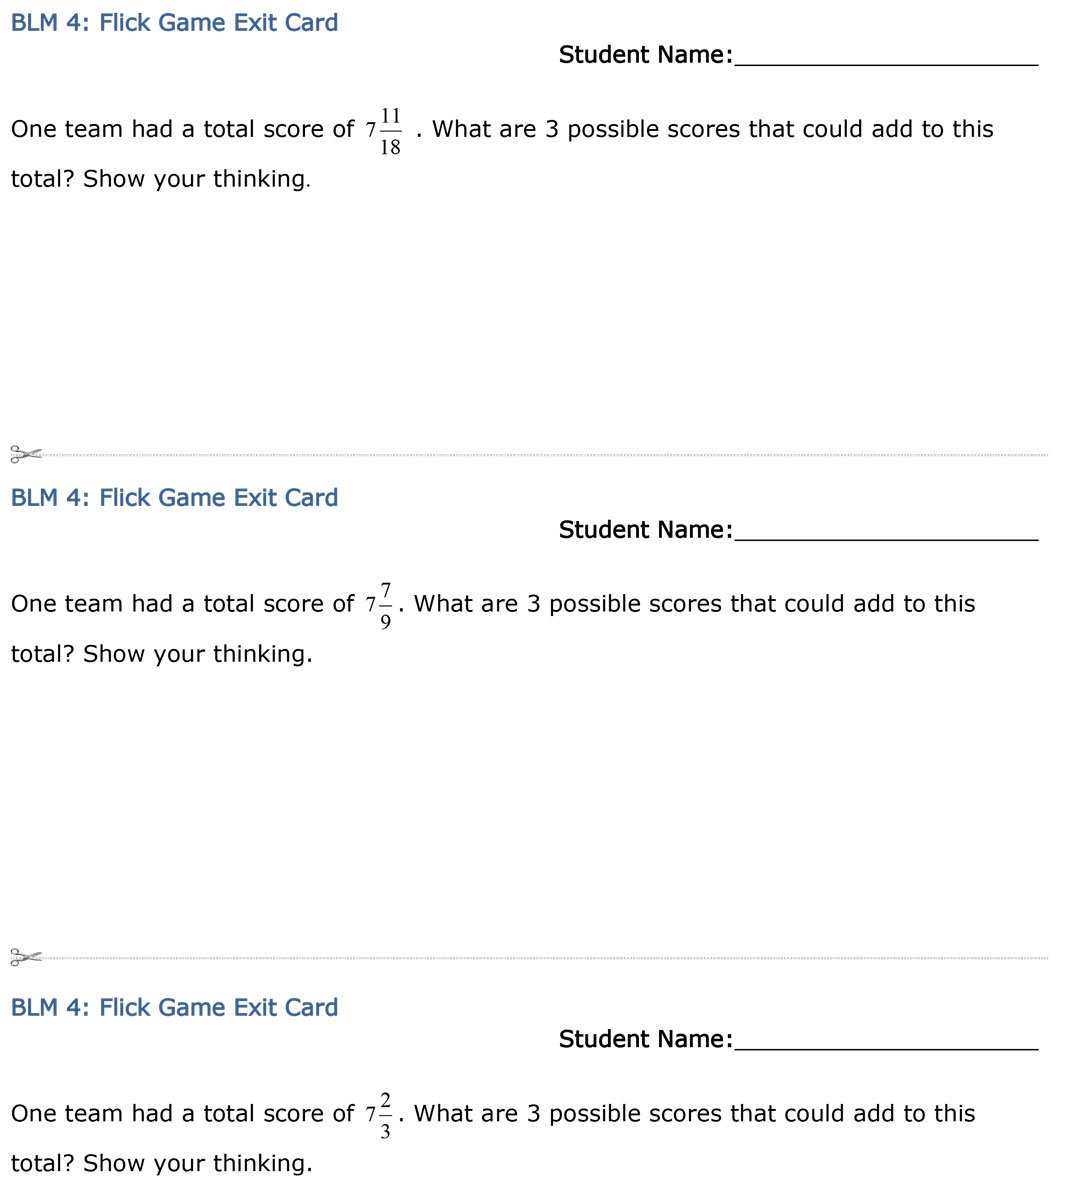 BLM 4: Flick Game Exit Card
Student Name:______________________
One team had a total score of 7 11/18 . What are 3 possible scores that could add to this
total? Show your thinking.
BLM 4: Flick Game Exit Card
Student Name:______________________
One team had a total score of 7 7/9. What are 3 possible scores that could add to this
total? Show your thinking.
BLM 4: Flick Game Exit Card
Student Name:______________________
One team had a total score of 7 2/3. What are 3 possible scores that could add to this
total? Show your thinking.